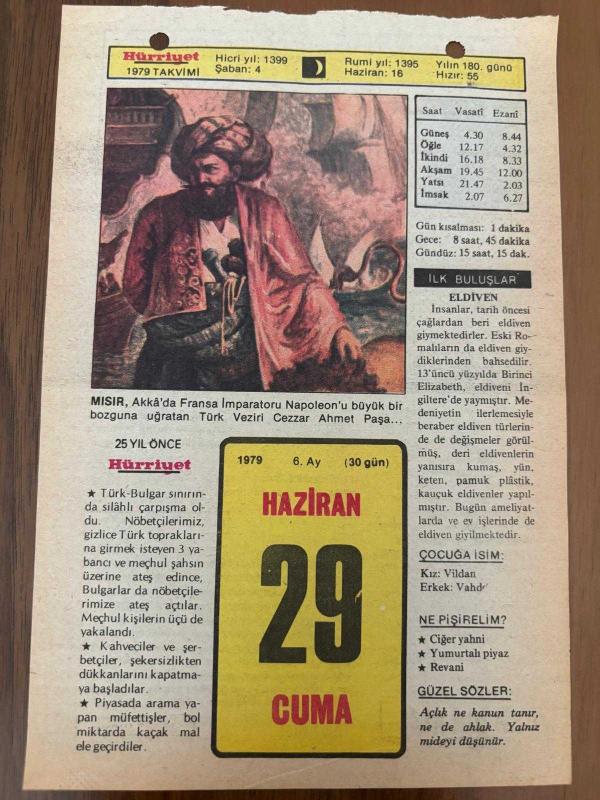 Hürriyet
1979 TAKVİMİ
Hicri yıl: 1399
Şaban: 4
Rumi yıl: 1395
Haziran: 16
Yılın 180. günü
Hızır: 55
MISIR, Akkâ'da Fransa İmparatoru Napoleon'u büyük bir
bozguna uğratan Türk Veziri Cezzar Ahmet Paşa...
Saat Vasatî Ezanî
Güneş 4.30 8.44
Öğle 12.17 4.32
İkindi 16.18 8.33
Akşam 19.45 12.00
Yatsı 21.47 2.03
İmsak 2.07 6.27
Gün kısalması: 1 dakika
Gece: 8 saat, 45 dakika
Gündüz: 15 saat, 15 dak.
İLK BULUŞLAR
ELDİVEN
İnsanlar, tarih öncesi
çağlardan beri eldiven
giymektedirler. Eski Ro-
malıların da eldiven giy-
diklerinden bahsedilir.
13'üncü yüzyılda Birinci
Elizabeth, eldiveni İn-
giltere'de yaymıştır. Me-
deniyetin ilerlemesiyle
beraber eldiven türlerin-
de de değişmeler görül-
müş, deri eldivenlerin
yanısıra kumaş, yün,
keten, pamuk plâstik,
kauçuk eldivenler yapıl-
mıştır. Bugün ameliyat-
larda ve ev işlerinde de
eldiven giyilmektedir.
ÇOCUĞA İSİM:
Kız: Vildan
Erkek:
NE PİŞİRELİM?
★ Ciğer yahni
★ Yumurtalı piyaz
★ Revani
GÜZEL SÖZLER:
Açlık ne kanun tanır,
ne de ahlak. Yalnız
mideyi düşünür.
25 YIL ÖNCE
Hürriyet
★ Türk-Bulgar sınırın-
da silâhlı çarpışma ol-
du. Nöbetçilerimiz,
gizlice Türk toprakları-
na girmek isteyen 3 ya-
bancı ve meçhul şahsın
üzerine ateş edince,
Bulgarlar da nöbetçile-
rimize ateş açtılar.
Meçhul kişilerin üçü de
yakalandı.
★ Kahveciler ve şer-
betçiler, şekersizlikten
dükkanlarını kapatma-
ya başladılar.
★ Piyasada arama ya-
pan müfettişler, bol
miktarda kaçak mal
ele geçirdiler.
1979 6. Ay (30 gün)
HAZİRAN
29
CUMA